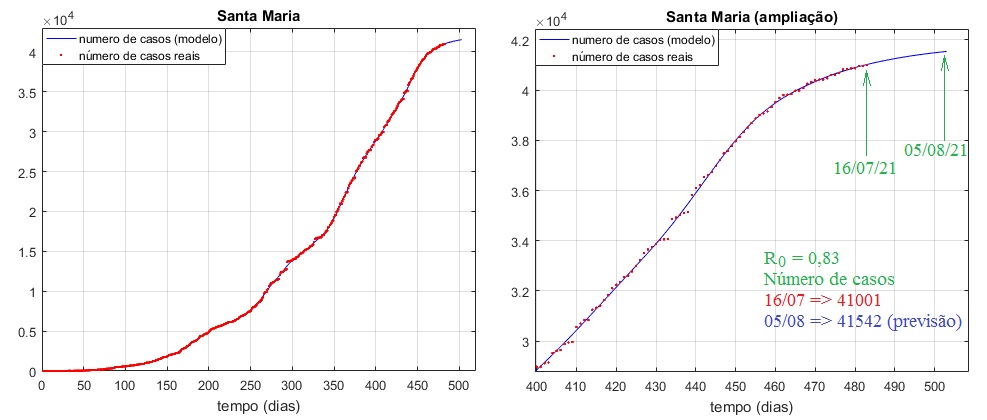 Santa Maria
×10⁴
numero de casos (modelo)
número de casos reais
4
3.5
3
2.5
2
1.5
1
0.5
0
0 50 100 150 200 250 300 350 400 450 500
tempo (dias)
Santa Maria (ampliação)
×10⁴
numero de casos (modelo)
número de casos reais
4.2
4
3.8
3.6
3.4
3.2
3
05/08/21
16/07/21
R₀ = 0,83
Número de casos
16/07 => 41001
05/08 => 41542 (previsão)
400 410 420 430 440 450 460 470 480 490 500
tempo (dias)